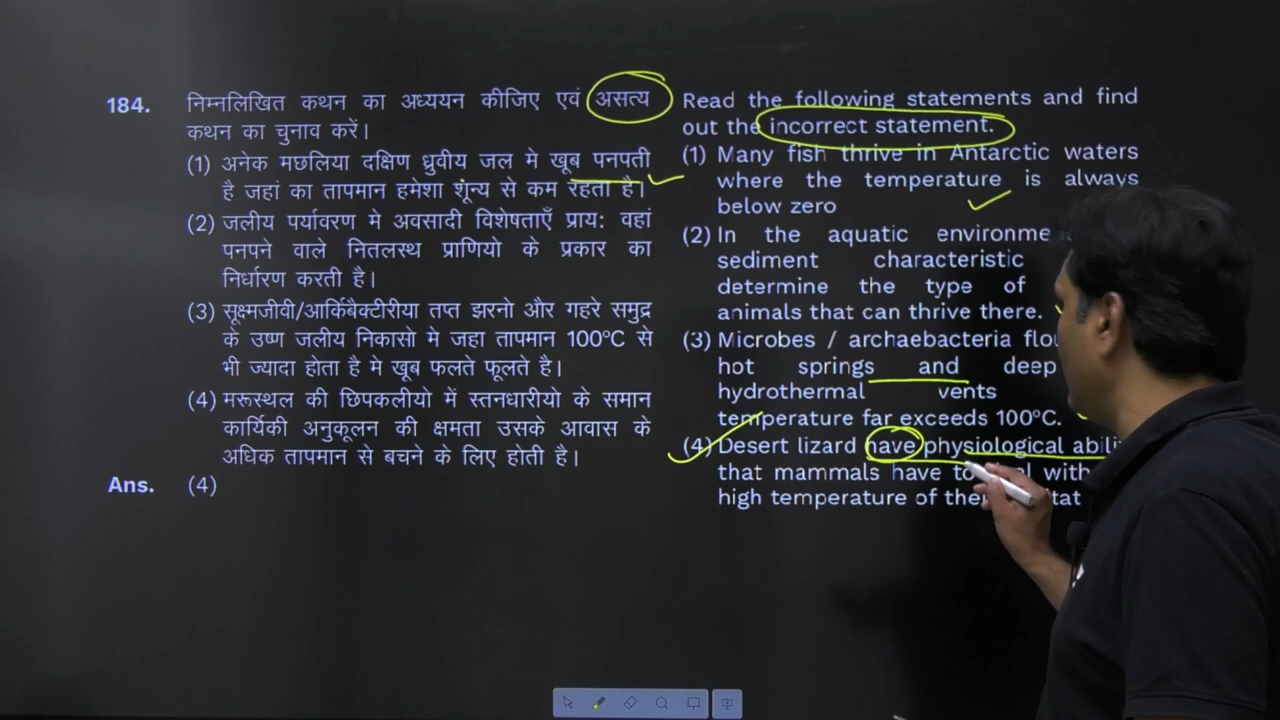 184.
निम्नलिखित कथन का अध्ययन कीजिए एवं असत्य
कथन का चुनाव करें।
(1) अनेक मछलिया दक्षिण ध्रुवीय जल मे खूब पनपती
है जहां का तापमान हमेशा शून्य से कम रहता है।
(2) जलीय पर्यावरण मे अवसादी विशेषताएँ प्राय: वहां
पनपने वाले नितलस्थ प्राणियो के प्रकार का
निर्धारण करती है।
(3) सूक्ष्मजीवी/आर्किबैक्टीरीया तप्त झरनो और गहरे समुद्र
के उष्ण जलीय निकासो मे जहा तापमान 100°C से
भी ज्यादा होता है मे खूब फलते फूलते है।
(4) मरूस्थल की छिपकलीयो में स्तनधारीयो के समान
कार्यिकी अनुकूलन की क्षमता उसके आवास के
अधिक तापमान से बचने के लिए होती है।
Ans. (4)
Read the following statements and find
out the incorrect statement.
(1) Many fish thrive in Antarctic waters
where the temperature is always
below zero
(2) In the aquatic
sediment characteristic
determine the type of
animals that can thrive there.
(3) Microbes / archaebacteria
hot springs and deep
hydrothermal vents
temperature far exceeds 100°C.
(4) Desert lizard have physiological
that mammals have with
high temperature of